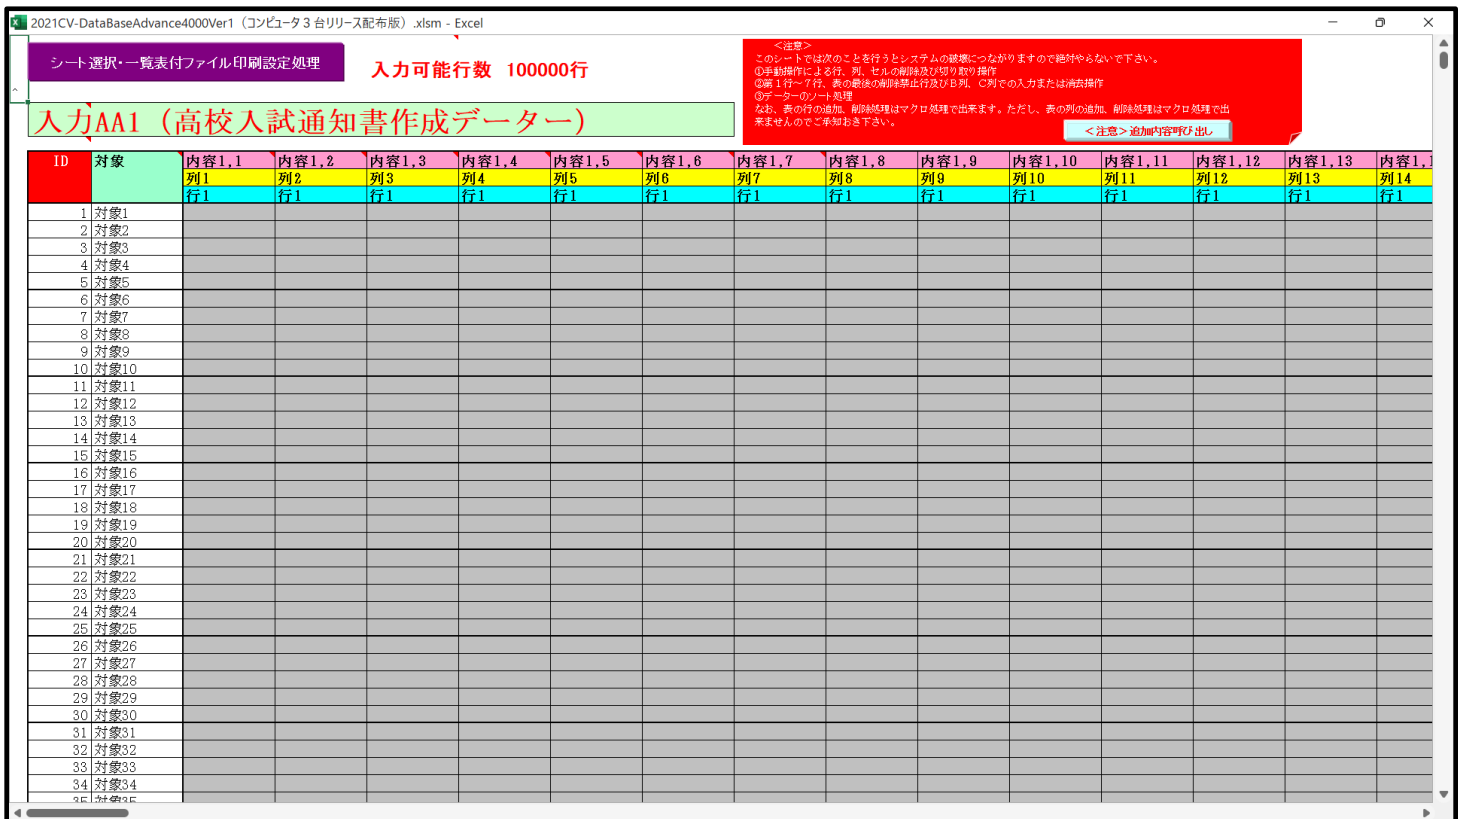 2021CV-DataBaseAdvance4000Ver1（コンピュータ３台リリース配布版）.xlsm - Excel
シート選択・一覧表付ファイル印刷設定処理
入力可能行数 100000行
＜注意＞
このシートでは次のことを行うとシステムの破壊につながりますので絶対やらないで下さい。
①手動操作による行、列、セルの削除及び切り取り操作
②第１行～７行、表の最後の削除禁止行及びＢ列、Ｃ列での入力または消去操作
③データーのソート処理
なお、表の行の追加、削除処理はマクロ処理で出来ます。ただし、表の列の追加、削除処理はマクロ処理で出
来ませんのでご承知おき下さい。
＜注意＞追加内容呼び出し
入力AA1（高校入試通知書作成データー）
ID 対象 内容1,1 内容1,2 内容1,3 内容1,4 内容1,5 内容1,6 内容1,7 内容1,8 内容1,9 内容1,10 内容1,11 内容1,12 内容1,13 内容1,1
列1 列2 列3 列4 列5 列6 列7 列8 列9 列10 列11 列12 列13 列14
行1 行1 行1 行1 行1 行1 行1 行1 行1 行1 行1 行1 行1 行1
1 対象1
2 対象2
3 対象3
4 対象4
5 対象5
6 対象6
7 対象7
8 対象8
9 対象9
10 対象10
11 対象11
12 対象12
13 対象13
14 対象14
15 対象15
16 対象16
17 対象17
18 対象18
19 対象19
20 対象20
21 対象21
22 対象22
23 対象23
24 対象24
25 対象25
26 対象26
27 対象27
28 対象28
29 対象29
30 対象30
31 対象31
32 対象32
33 対象33
34 対象34
35 対象35